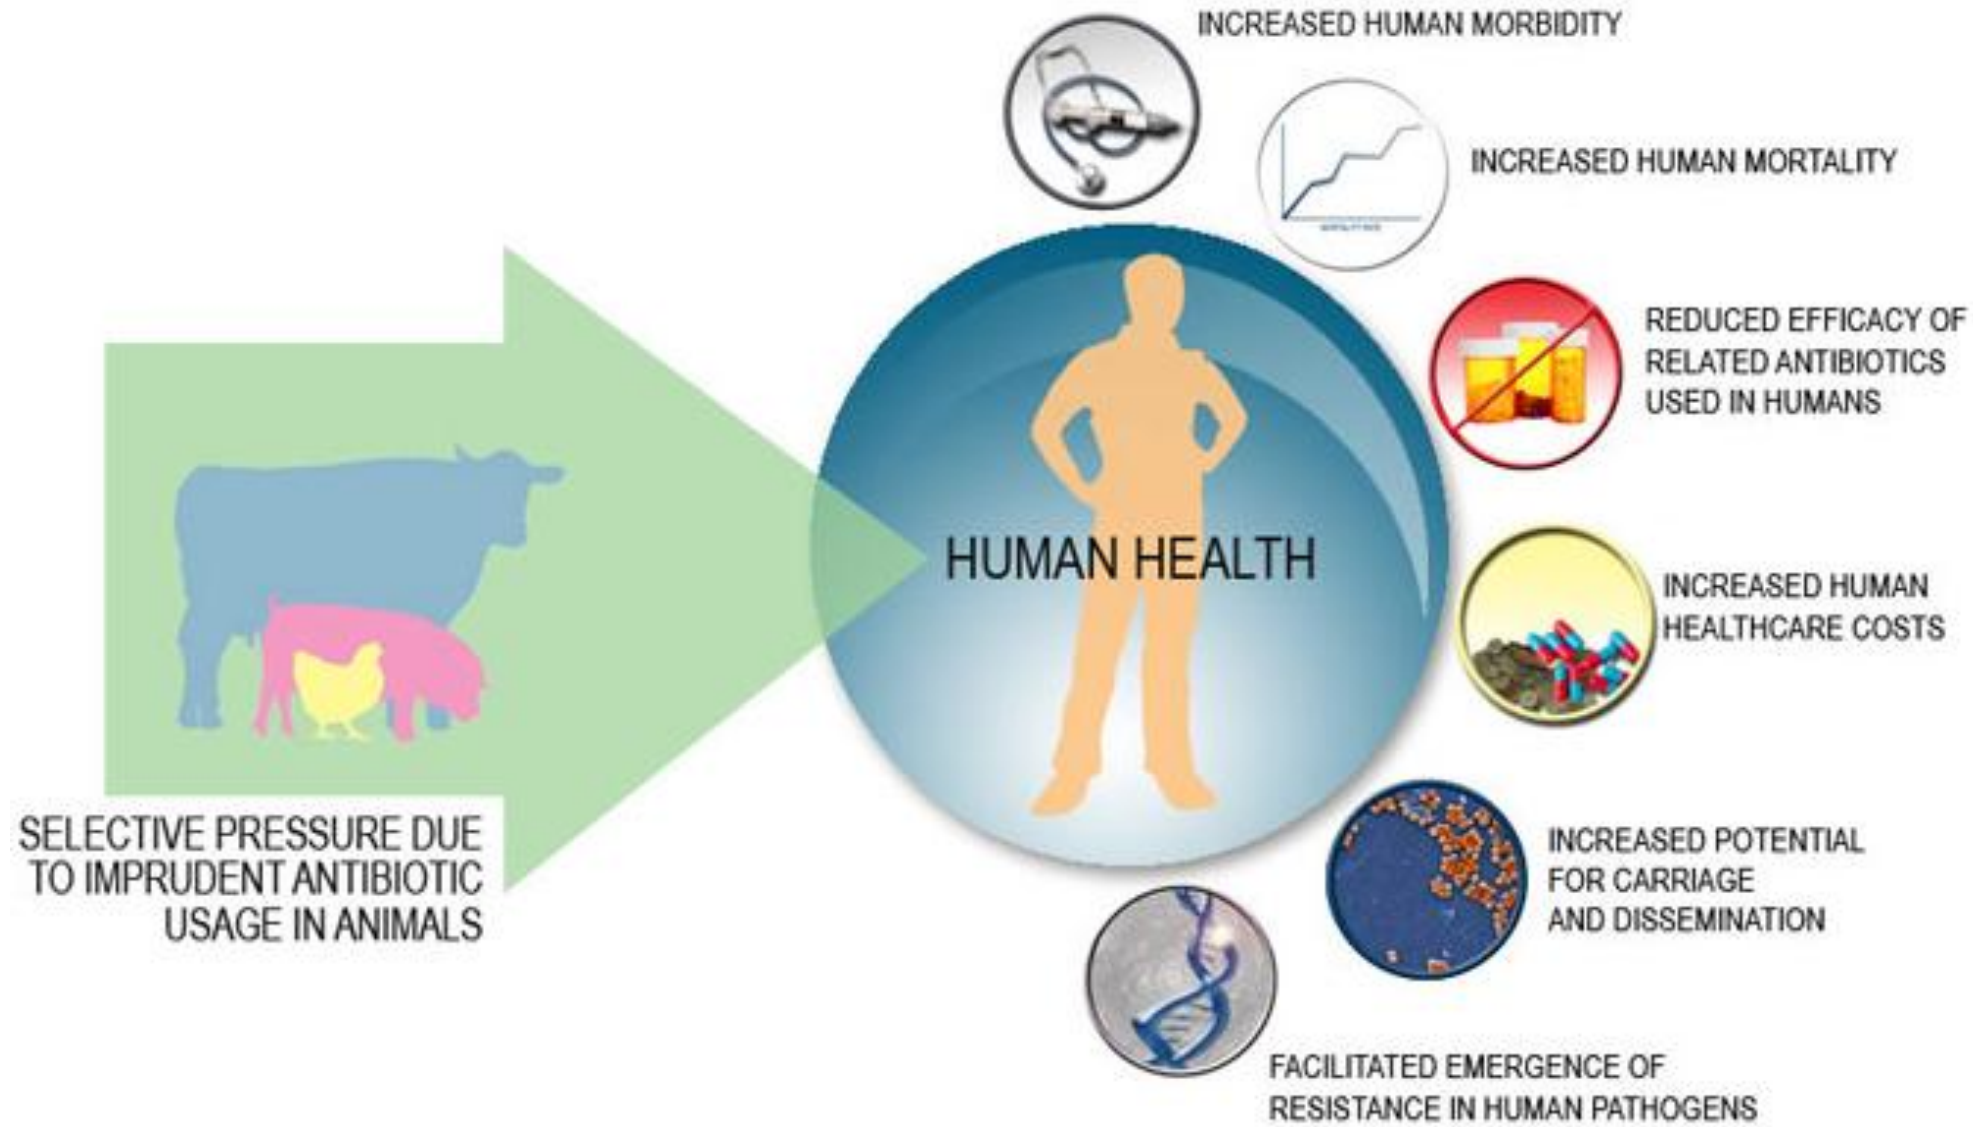 INCREASED HUMAN MORBIDITY
INCREASED HUMAN MORTALITY
REDUCED EFFICACY OF
RELATED ANTIBIOTICS
USED IN HUMANS
HUMAN HEALTH
INCREASED HUMAN
HEALTHCARE COSTS
SELECTIVE PRESSURE DUE
TO IMPRUDENT ANTIBIOTIC
USAGE IN ANIMALS
INCREASED POTENTIAL
FOR CARRIAGE
AND DISSEMINATION
FACILITATED EMERGENCE OF
RESISTANCE IN HUMAN PATHOGENS